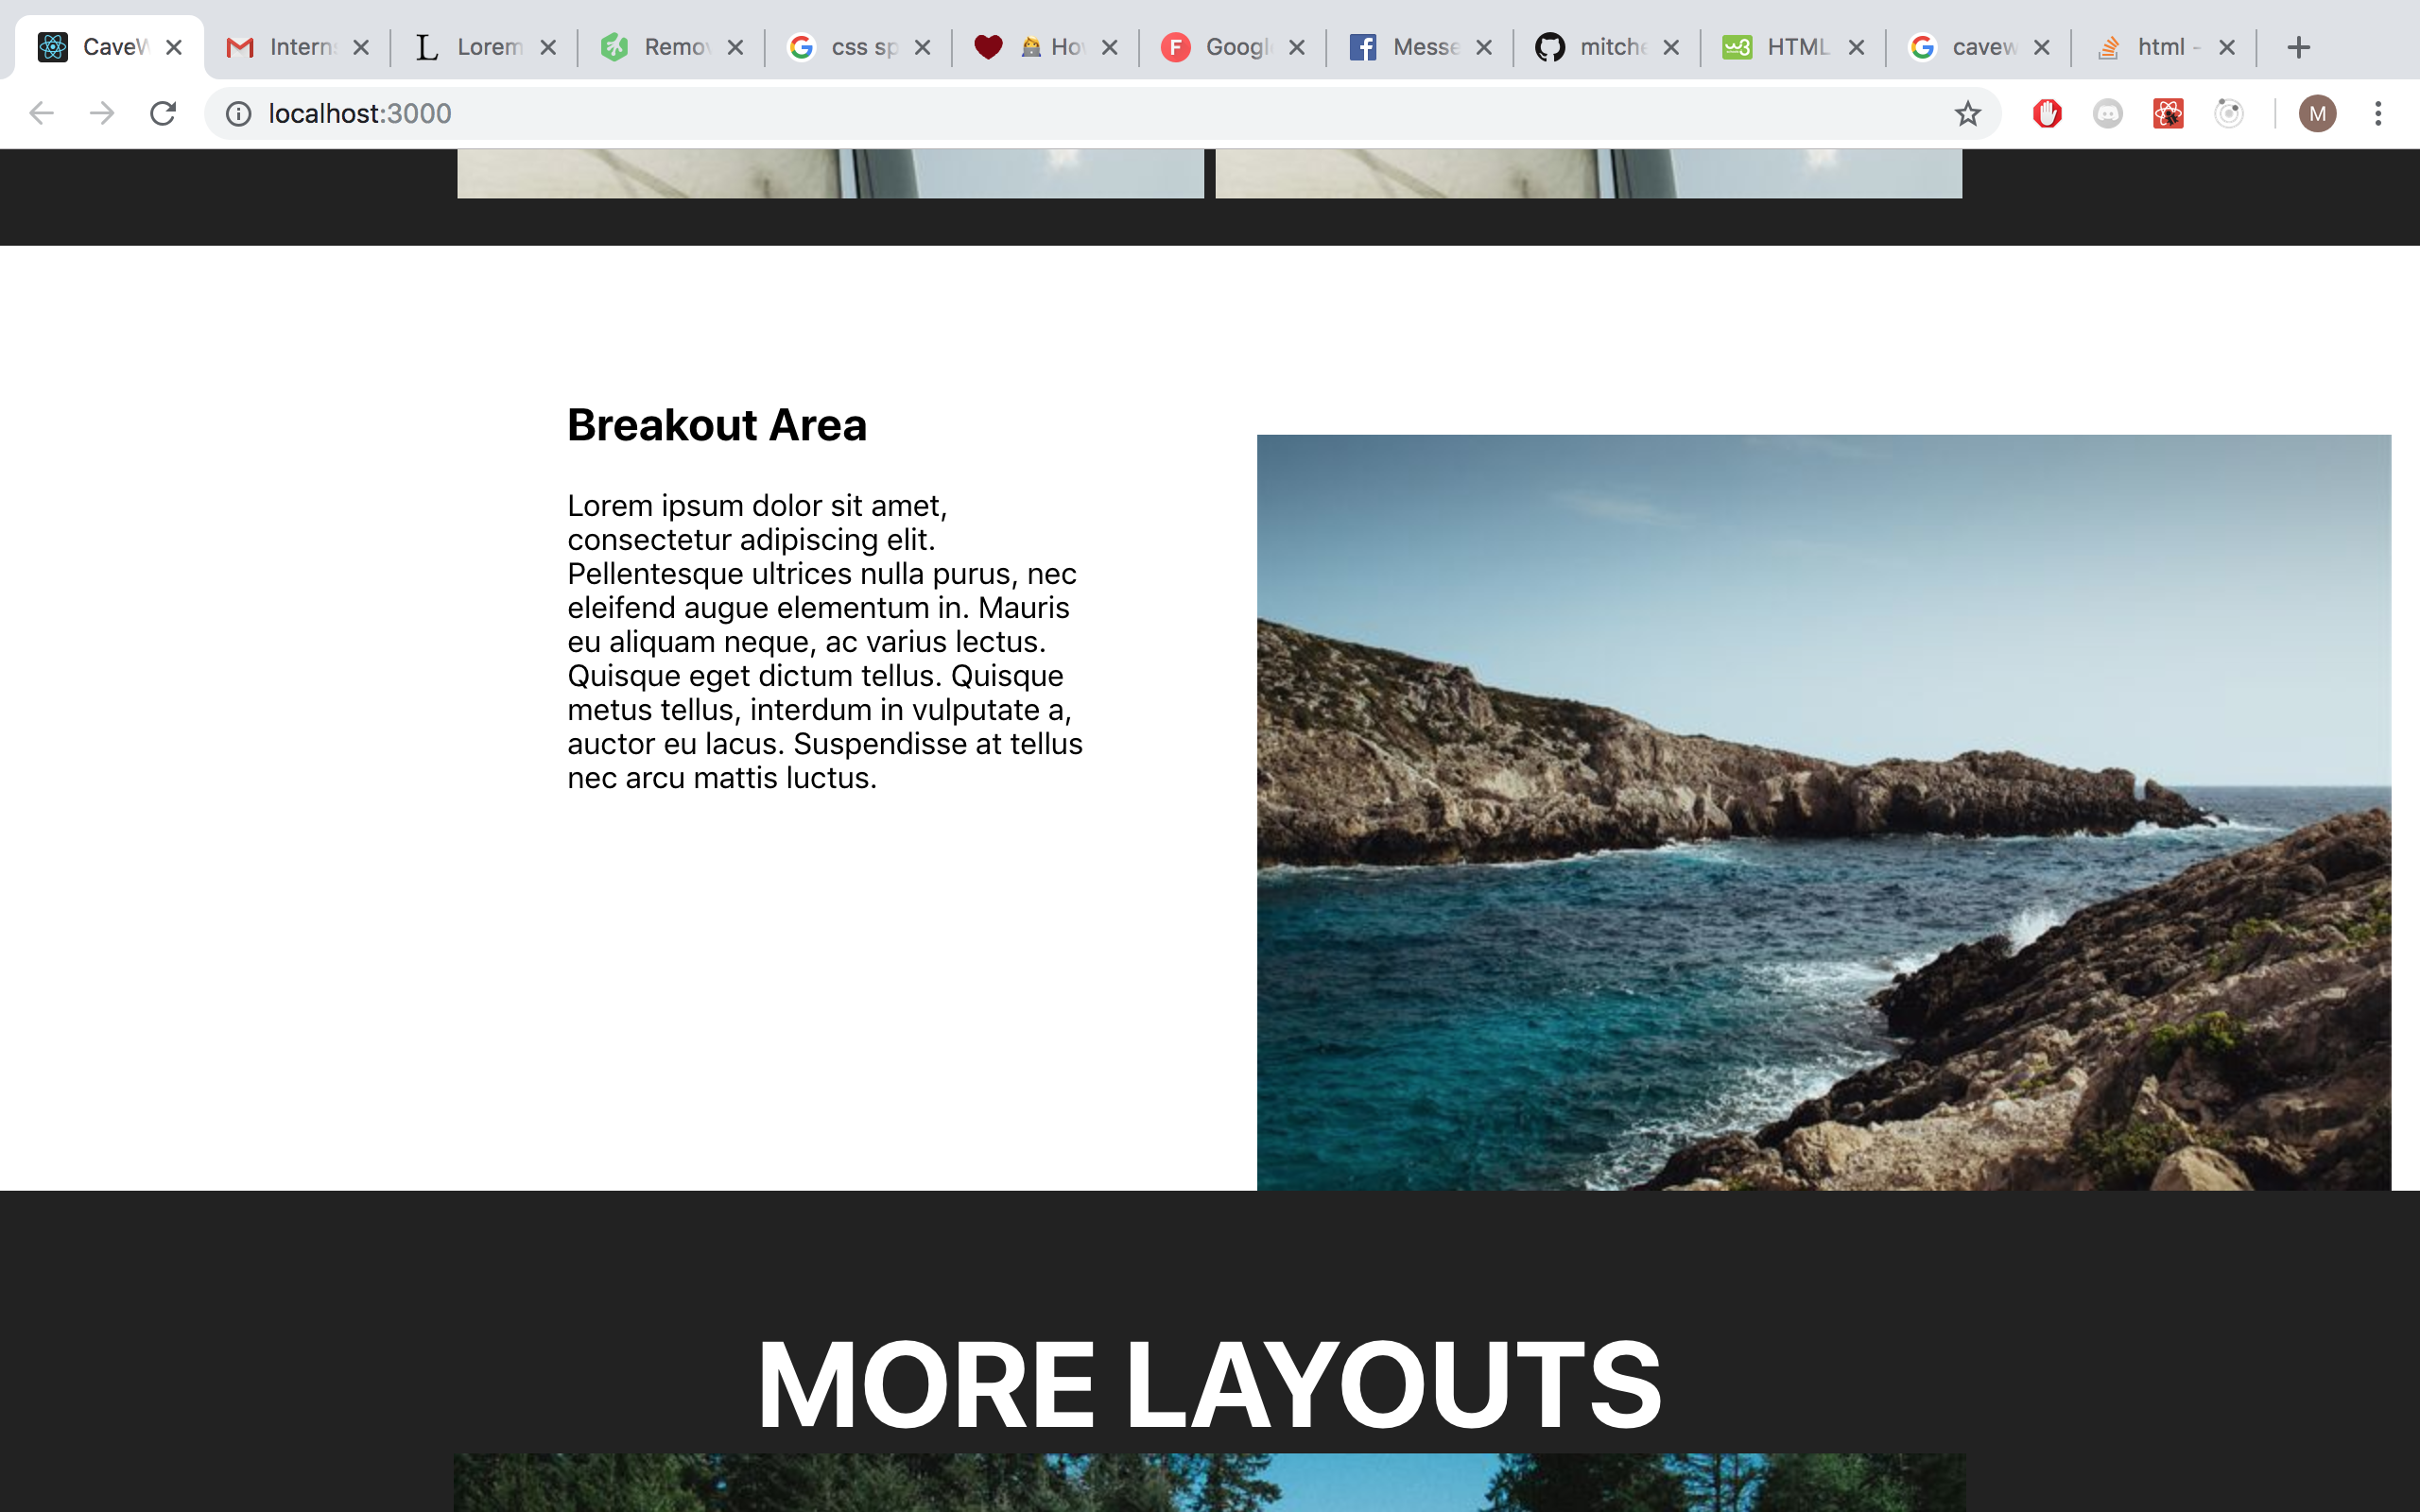 CaveW
Intern
L Lorem
Remov
css sp
Ho
F Googl
Messe
mitche
w3 HTML
cavew
html -
localhost:3000
M
Breakout Area
Lorem ipsum dolor sit amet,
consectetur adipiscing elit.
Pellentesque ultrices nulla purus, nec
eleifend augue elementum in. Mauris
eu aliquam neque, ac varius lectus.
Quisque eget dictum tellus. Quisque
metus tellus, interdum in vulputate a,
auctor eu lacus. Suspendisse at tellus
nec arcu mattis luctus.
MORE LAYOUTS